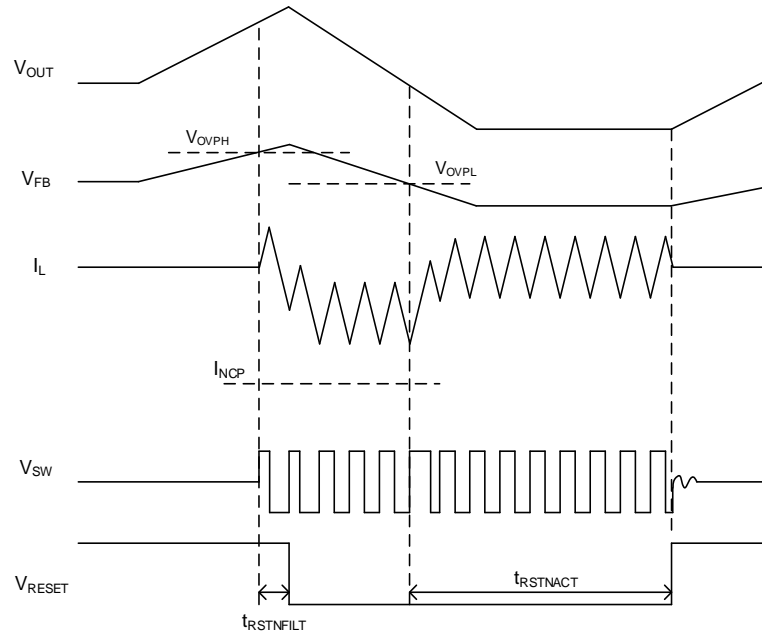 VOUT
VOVPH
VFB
VOVPL
IL
INCP
VSW
VRESET
tRSTNACT
tRSTNFILT